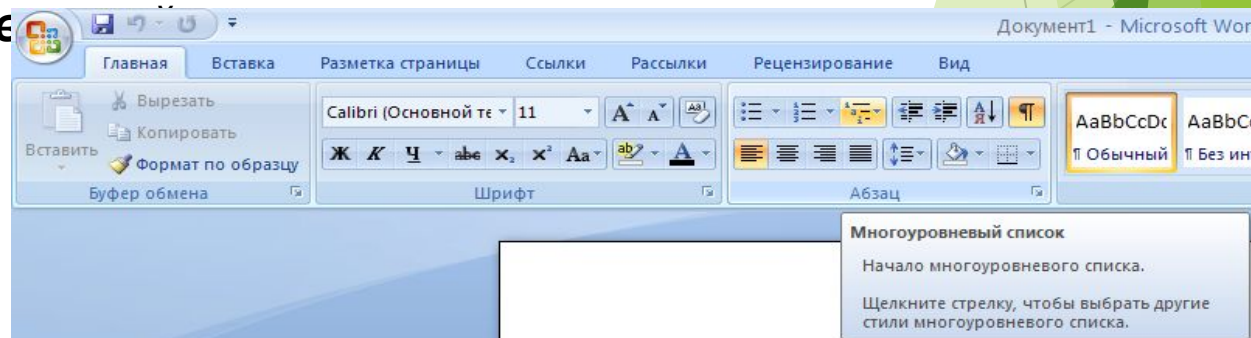 Документ1 - Microsoft Wor
Главная Вставка Разметка страницы Ссылки Рассылки Рецензирование Вид
Вставить
Вырезать
Копировать
Формат по образцу
Буфер обмена
Calibri (Основной те 11
Ж К Ч abe x₂ x² Aa ab A
Шрифт
Абзац
AaBbCcDc AaBbCc
¶ Обычный ¶ Без ин
Многоуровневый список
Начало многоуровневого списка.
Щелкните стрелку, чтобы выбрать другие
стили многоуровневого списка.